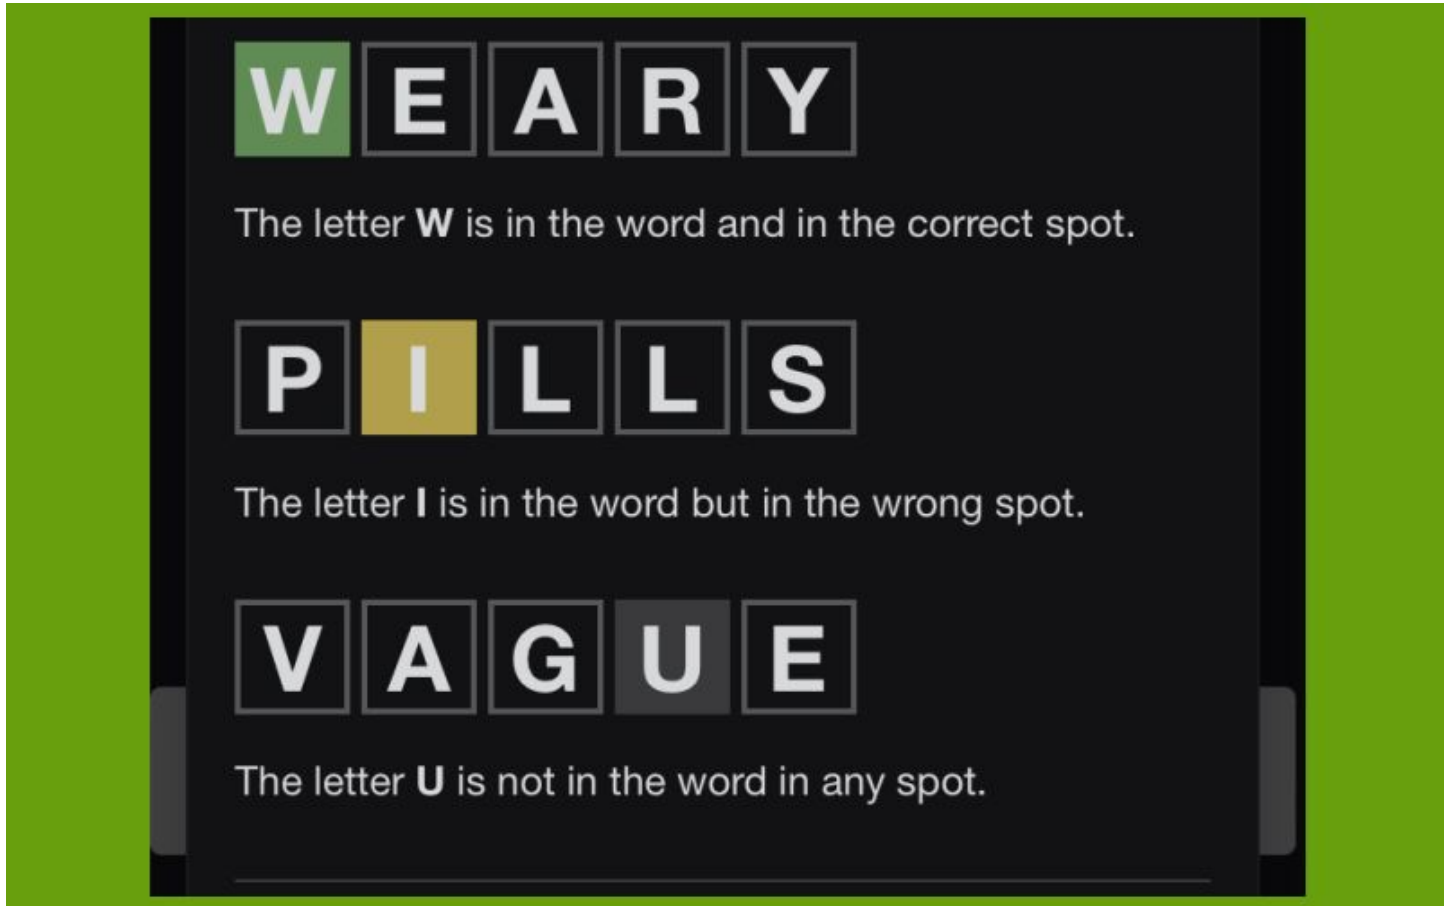 WEARY
The letter W is in the word and in the correct spot.
PILLS
The letter I is in the word but in the wrong spot.
VAGUE
The letter U is not in the word in any spot.